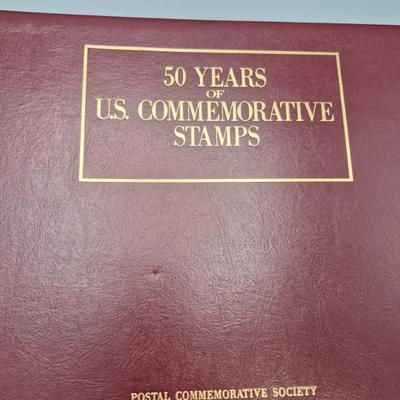 50 YEARS
OF
U.S. COMMEMORATIVE
STAMPS
POSTAL COMMEMORATIVE SOCIETY